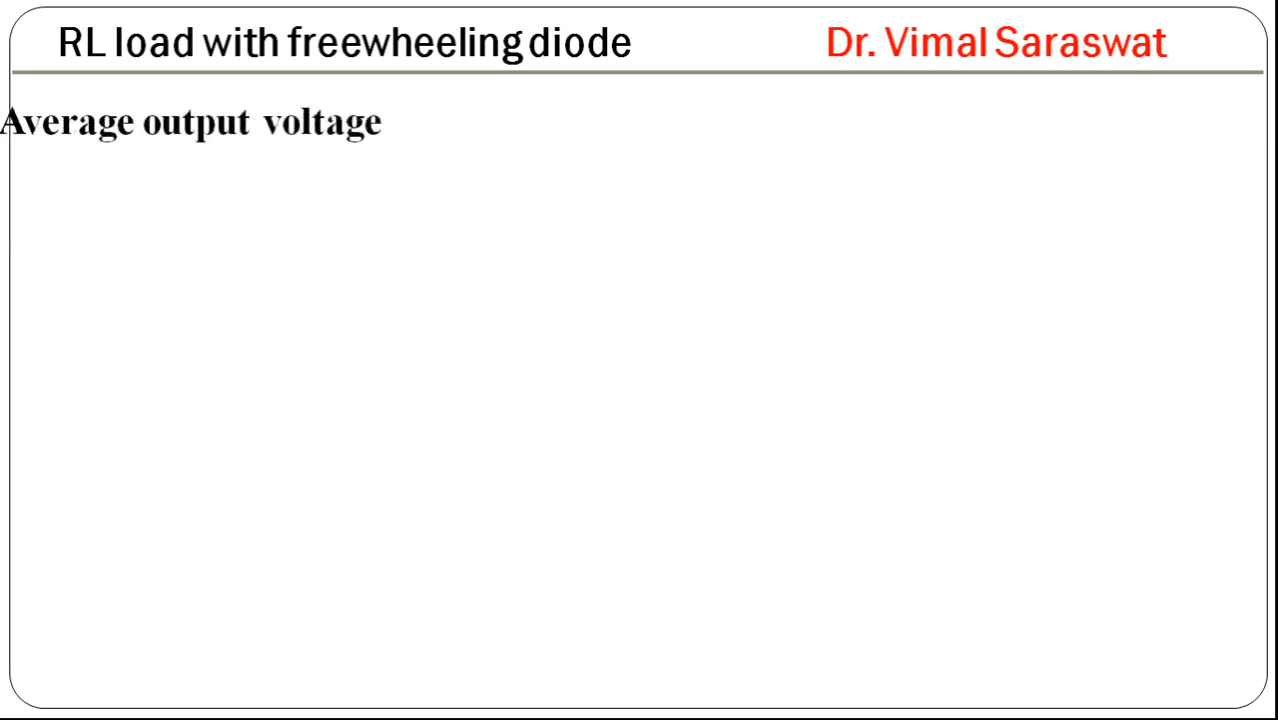 RL load with freewheeling diode
Dr. Vimal Saraswat
Average output voltage